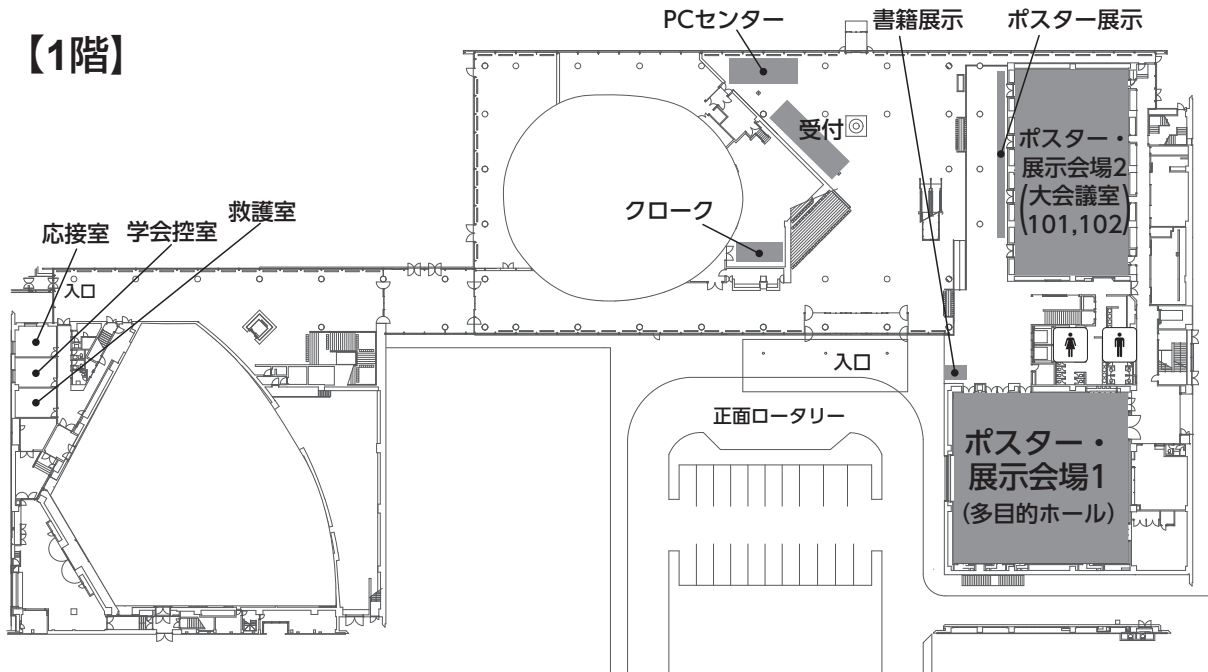 【1階】
PCセンター
書籍展示
ポスター展示
受付
ポスター・
展示会場2
(大会議室
101,102)
クローク
応接室
学会控室
救護室
入口
入口
正面ロータリー
ポスター・
展示会場1
(多目的ホール)